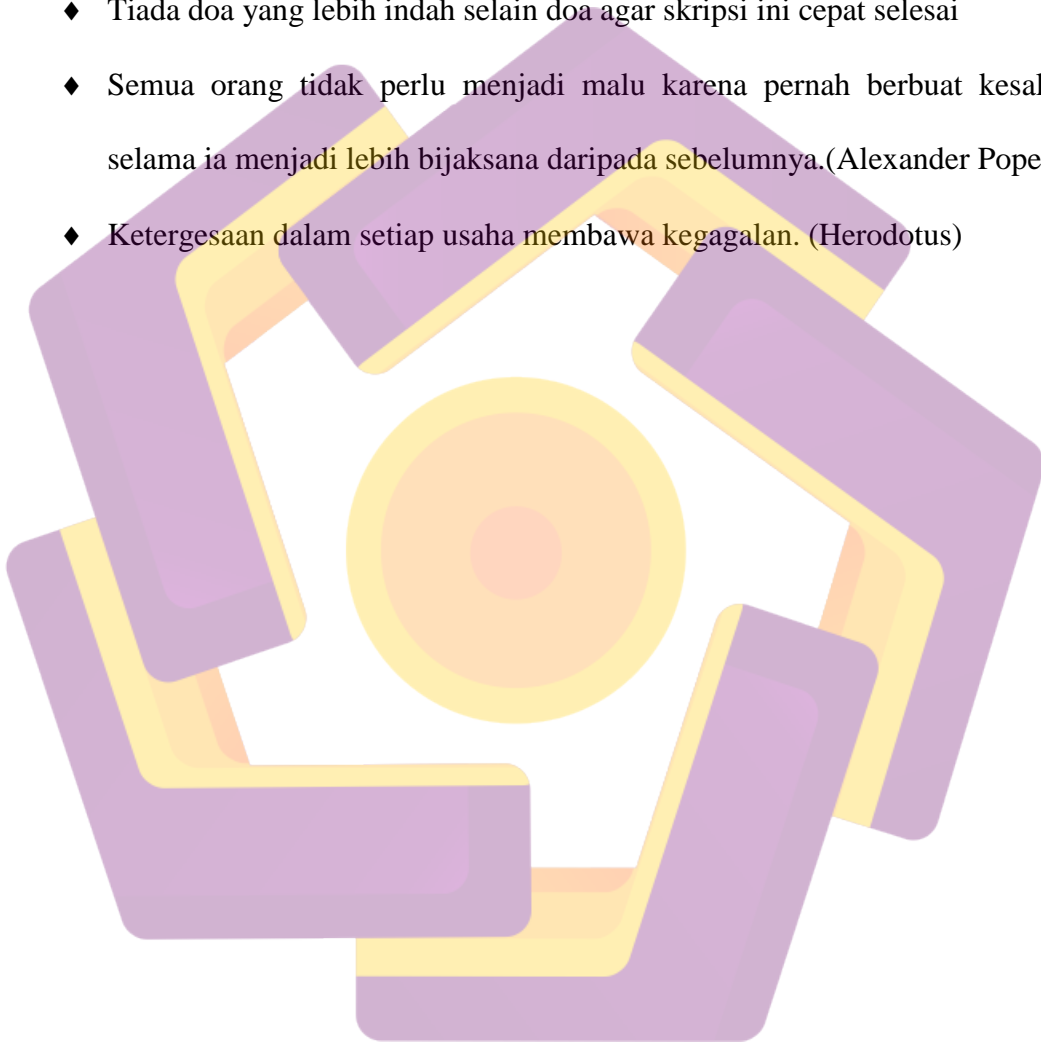 ♦ Tiada doa yang lebih indah selain doa agar skripsi ini cepat selesai
♦ Semua orang tidak perlu menjadi malu karena pernah berbuat
selama ia menjadi lebih bijaksana daripada sebelumnya.(Alexander Pope
♦ Ketergesaan dalam setiap usaha membawa kegagalan. (Herodotus)